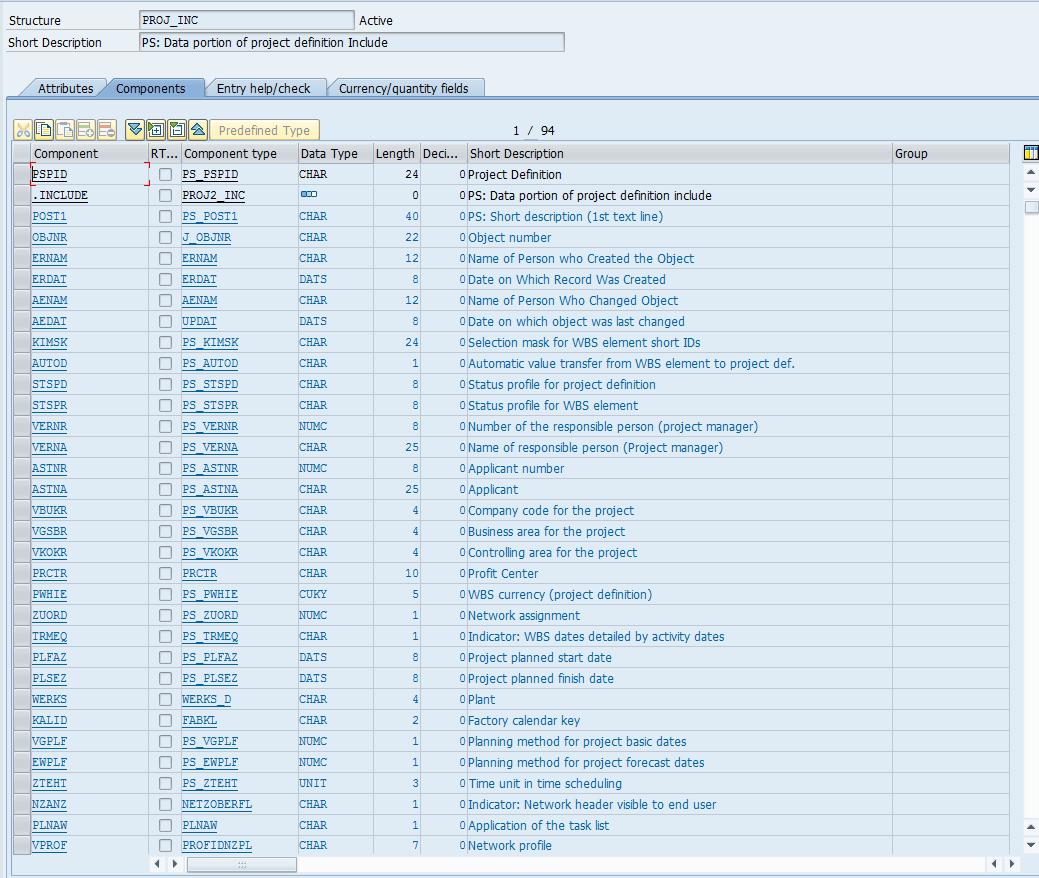 Structure PROJ_INC Active
Short Description PS: Data portion of project definition Include
Attributes Components Entry help/check Currency/quantity fields
Predefined Type 1 / 94
Component RT... Component type Data Type Length Deci... Short Description Group
PSPID PS_PSPID CHAR 24 0 Project Definition
.INCLUDE PROJ2_INC 0 0 PS: Data portion of project definition include
POST1 PS_POST1 CHAR 40 0 PS: Short description (1st text line)
OBJNR J_OBJNR CHAR 22 0 Object number
ERNAM ERNAM CHAR 12 0 Name of Person who Created the Object
ERDAT ERDAT DATS 8 0 Date on Which Record Was Created
AENAM AENAM CHAR 12 0 Name of Person Who Changed Object
AEDAT UPDAT DATS 8 0 Date on which object was last changed
KIMSK PS_KIMSK CHAR 24 0 Selection mask for WBS element short IDs
AUTOD PS_AUTOD CHAR 1 0 Automatic value transfer from WBS element to project def.
STSPD PS_STSPD CHAR 8 0 Status profile for project definition
STSPR PS_STSPR CHAR 8 0 Status profile for WBS element
VERNR PS_VERNR NUMC 8 0 Number of the responsible person (project manager)
VERNA PS_VERNA CHAR 25 0 Name of responsible person (Project manager)
ASTNR PS_ASTNR NUMC 8 0 Applicant number
ASTNA PS_ASTNA CHAR 25 0 Applicant
VBUKR PS_VBUKR CHAR 4 0 Company code for the project
VGSBR PS_VGSBR CHAR 4 0 Business area for the project
VKOKR PS_VKOKR CHAR 4 0 Controlling area for the project
PRCTR PRCTR CHAR 10 0 Profit Center
PWHIE PS_PWHIE CUKY 5 0 WBS currency (project definition)
ZUORD PS_ZUORD NUMC 1 0 Network assignment
TRMEQ PS_TRMEQ CHAR 1 0 Indicator: WBS dates detailed by activity dates
PLFAZ PS_PLFAZ DATS 8 0 Project planned start date
PLSEZ PS_PLSEZ DATS 8 0 Project planned finish date
WERKS WERKS_D CHAR 4 0 Plant
KALID FABKL CHAR 2 0 Factory calendar key
VGPLF PS_VGPLF NUMC 1 0 Planning method for project basic dates
EWPLF PS_EWPLF NUMC 1 0 Planning method for project forecast dates
ZTEHT PS_ZTEHT UNIT 3 0 Time unit in time scheduling
NZANZ NETZOBERFL CHAR 1 0 Indicator: Network header visible to end user
PLNAW PLNAW CHAR 1 0 Application of the task list
VPROF PROFIDNZPL CHAR 7 0 Network profile